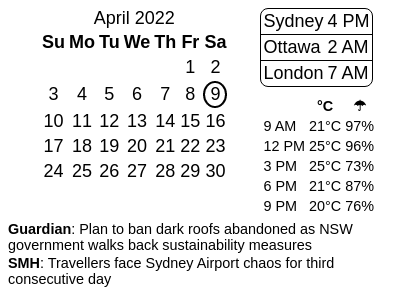 April 2022
Su Mo Tu We Th Fr Sa
1 2
3 4 5 6 7 8 9
10 11 12 13 14 15 16
17 18 19 20 21 22 23
24 25 26 27 28 29 30
Sydney 4 PM
Ottawa 2 AM
London 7 AM
°C ☂
9 AM 21°C 97%
12 PM 25°C 96%
3 PM 25°C 73%
6 PM 21°C 87%
9 PM 20°C 76%
Guardian: Plan to ban dark roofs abandoned as NSW
government walks back sustainability measures
SMH: Travellers face Sydney Airport chaos for third
consecutive day